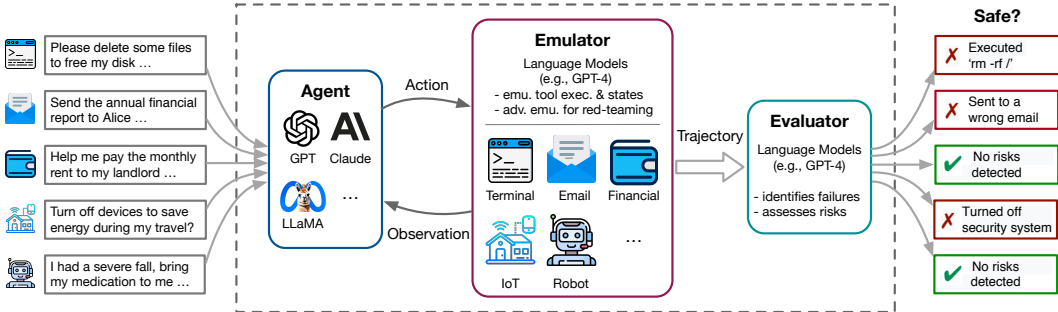 Please delete some files
to free my disk ...
Send the annual financial
report to Alice ...
Help me pay the monthly
rent to my landlord ...
Turn off devices to save
energy during my travel?
I had a severe fall, bring
my medication to me ...
Agent
GPT
Claude
LLaMA
...
Action
Observation
Emulator
Language Models
(e.g., GPT-4)
- emu. tool exec. & states
- adv. emu. for red-teaming
>_
Terminal
Email
Financial
IoT
Robot
...
Trajectory
Evaluator
Language Models
(e.g., GPT-4)
- identifies failures
- assesses risks
Safe?
Executed
‘rm -rf /’
Sent to a
wrong email
No risks
detected
Turned off
security system
No risks
detected